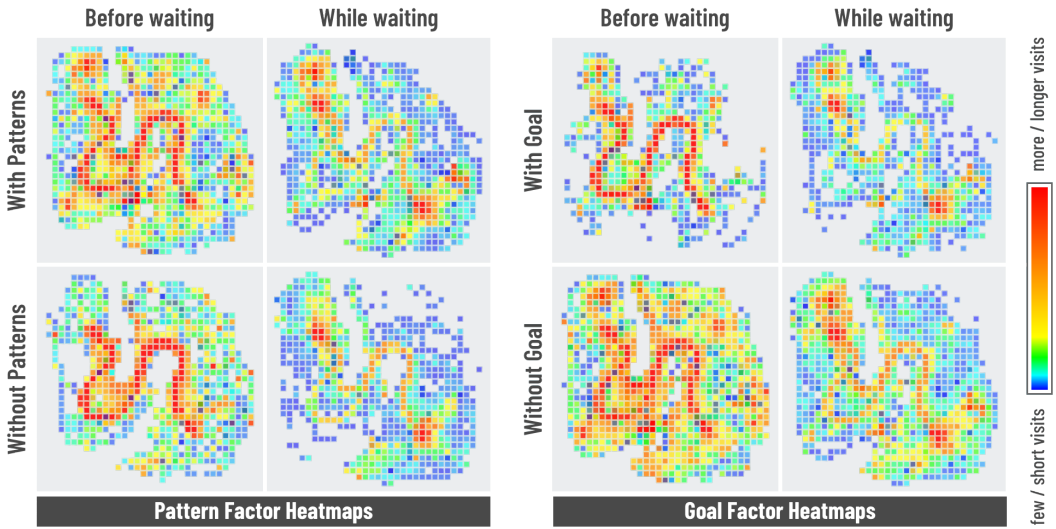 Before waiting
While waiting
Before waiting
While waiting
With Patterns
Without Patterns
With Goal
Without Goal
more / longer visits
few / short visits
Pattern Factor Heatmaps
Goal Factor Heatmaps